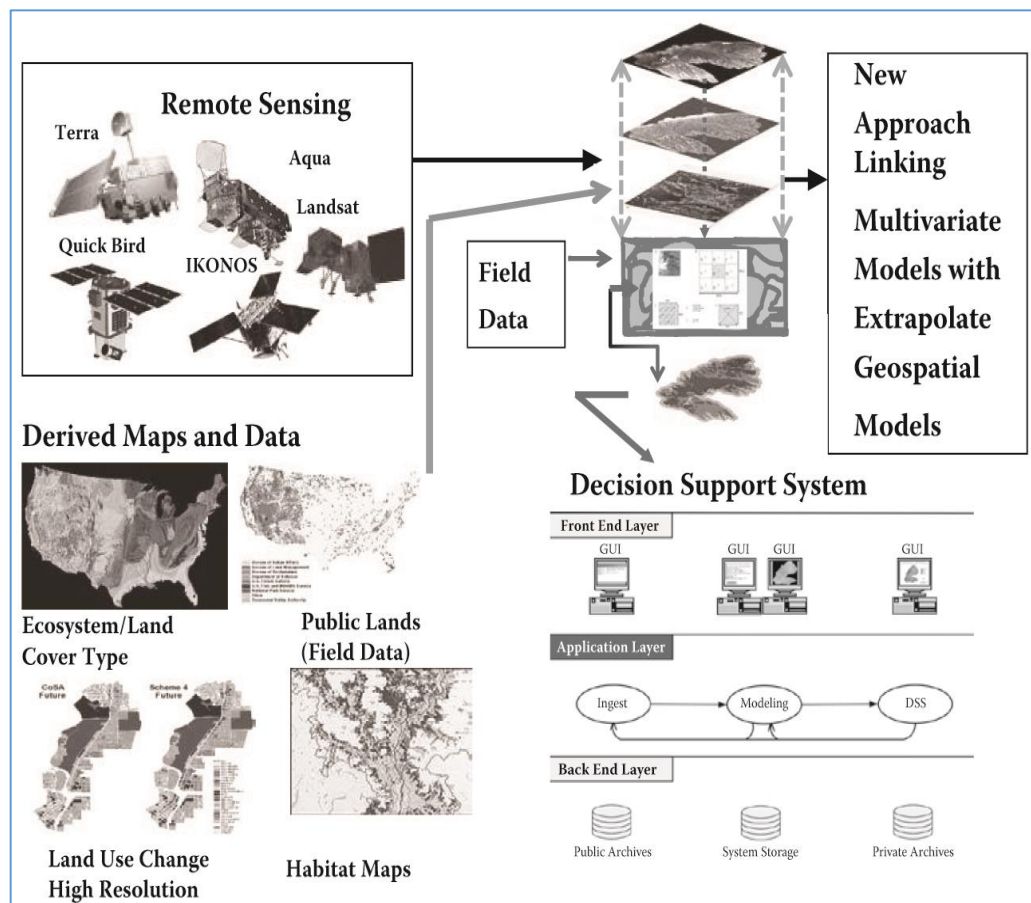 Remote Sensing
Terra
Aqua
Landsat
Quick Bird
IKONOS
Field
Data
New
Approach
Linking
Multivariate
Models with
Extrapolate
Geospatial
Models
Derived Maps and Data
Ecosystem/Land
Cover Type
Public Lands
(Field Data)
CoSA
Future
Scheme 4
Future
Land Use Change
High Resolution
Habitat Maps
Decision Support System
Front End Layer
GUI
GUI
GUI
GUI
Application Layer
Ingest
Modeling
DSS
Back End Layer
Public Archives
System Storage
Private Archives